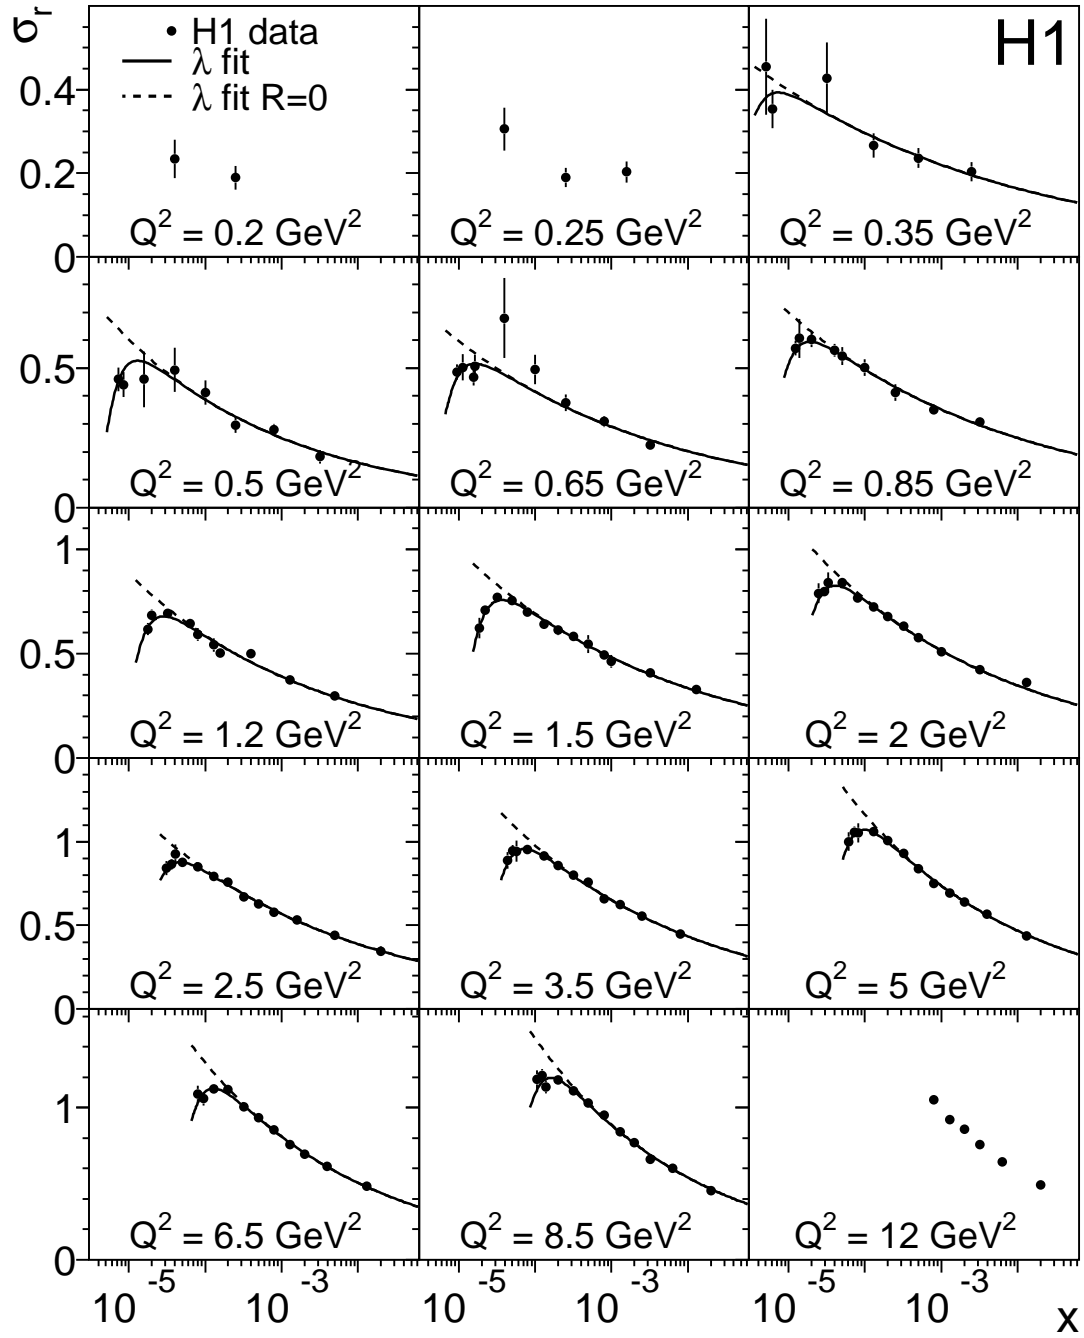 σr
H1 data
λ fit
λ fit R=0
H1
0.4
0.2
0
Q² = 0.2 GeV²
Q² = 0.25 GeV²
Q² = 0.35 GeV²
0.5
0
Q² = 0.5 GeV²
Q² = 0.65 GeV²
Q² = 0.85 GeV²
1
0.5
0
Q² = 1.2 GeV²
Q² = 1.5 GeV²
Q² = 2 GeV²
1
0.5
0
Q² = 2.5 GeV²
Q² = 3.5 GeV²
Q² = 5 GeV²
1
0
Q² = 6.5 GeV²
Q² = 8.5 GeV²
Q² = 12 GeV²
10⁻⁵ 10⁻³ 10⁻⁵ 10⁻³ 10⁻⁵ 10⁻³ x